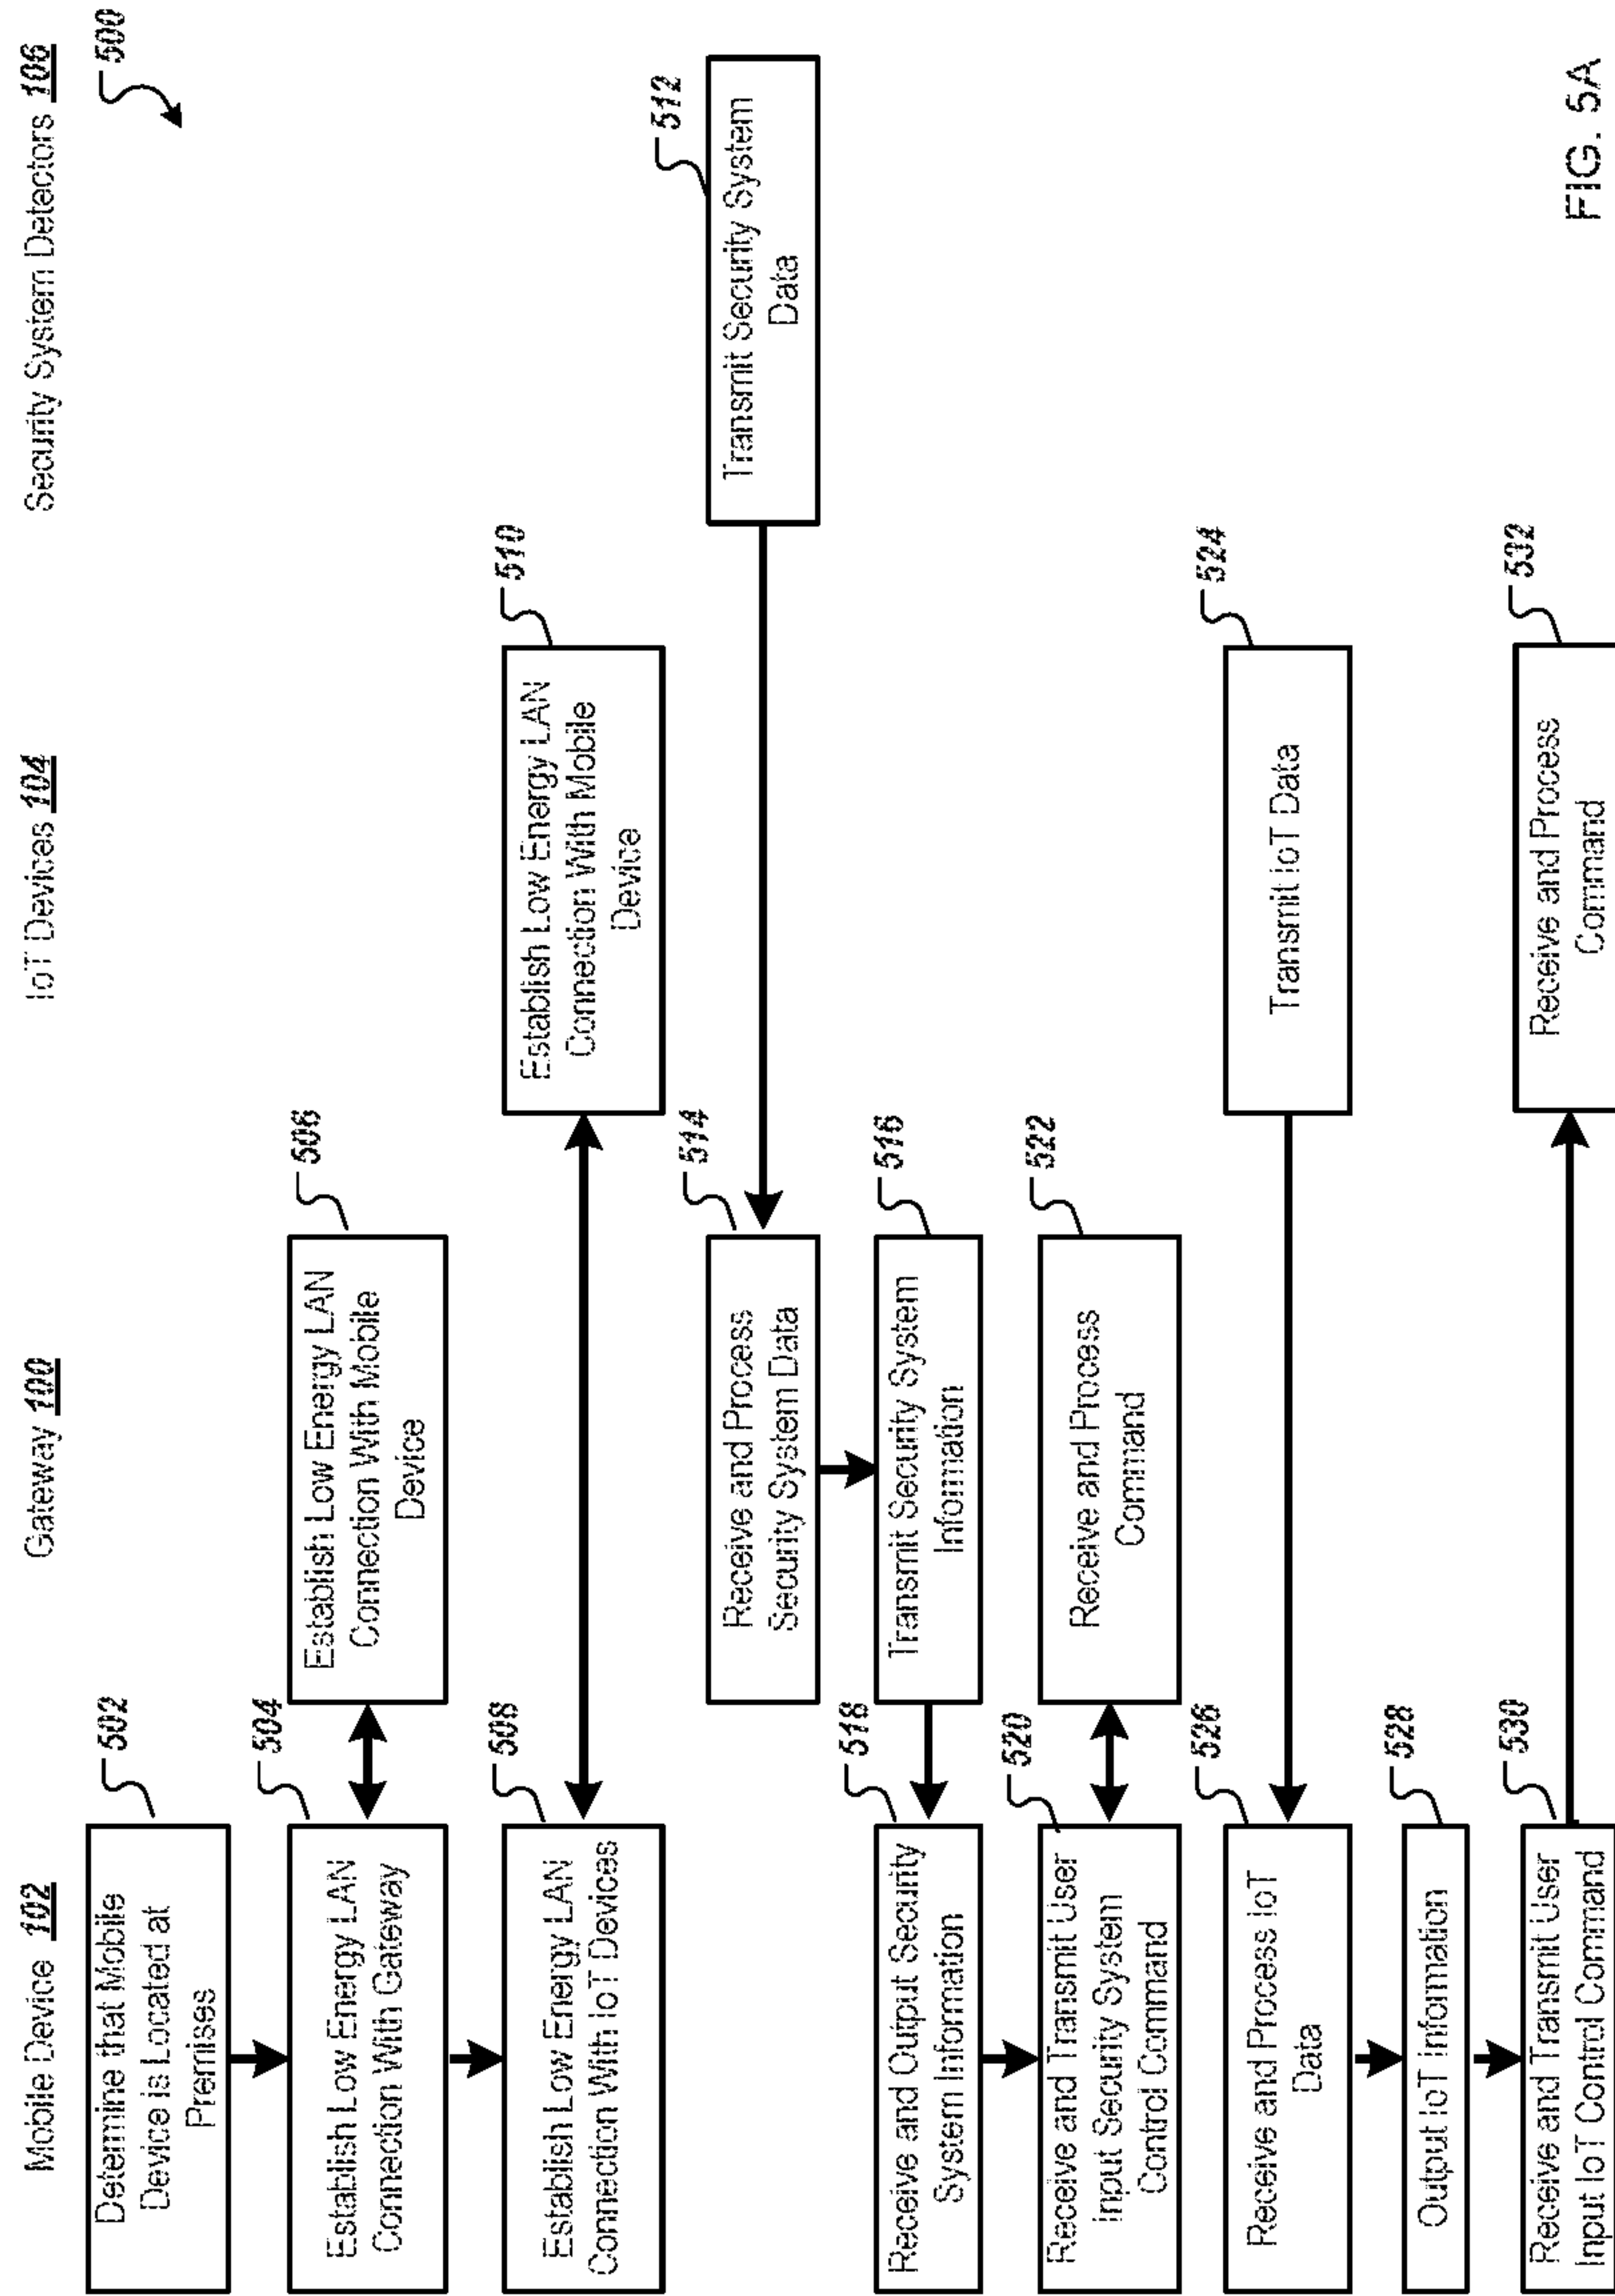 Mobile Device 102
Gateway 100
IoT Devices 104
Security System Detectors 106
500
502
Determine that Mobile
Device is Located at
Premises
504
Establish Low Energy LAN
Connection With Gateway
506
Establish Low Energy LAN
Connection With Mobile
Device
508
Establish Low Energy LAN
Connection With IoT Devices
510
Establish Low Energy LAN
Connection With Mobile
Device
512
Transmit Security System
Data
514
Receive and Process
Security System Data
516
Transmit Security System
Information
518
Receive and Output Security
System Information
520
Receive and Transmit User
Input Security System
Control Command
522
Receive and Process
Command
524
Transmit IoT Data
526
Receive and Process IoT
Data
528
Output IoT Information
530
Receive and Transmit User
Input IoT Control Command
532
Receive and Process
Command
FIG. 5A